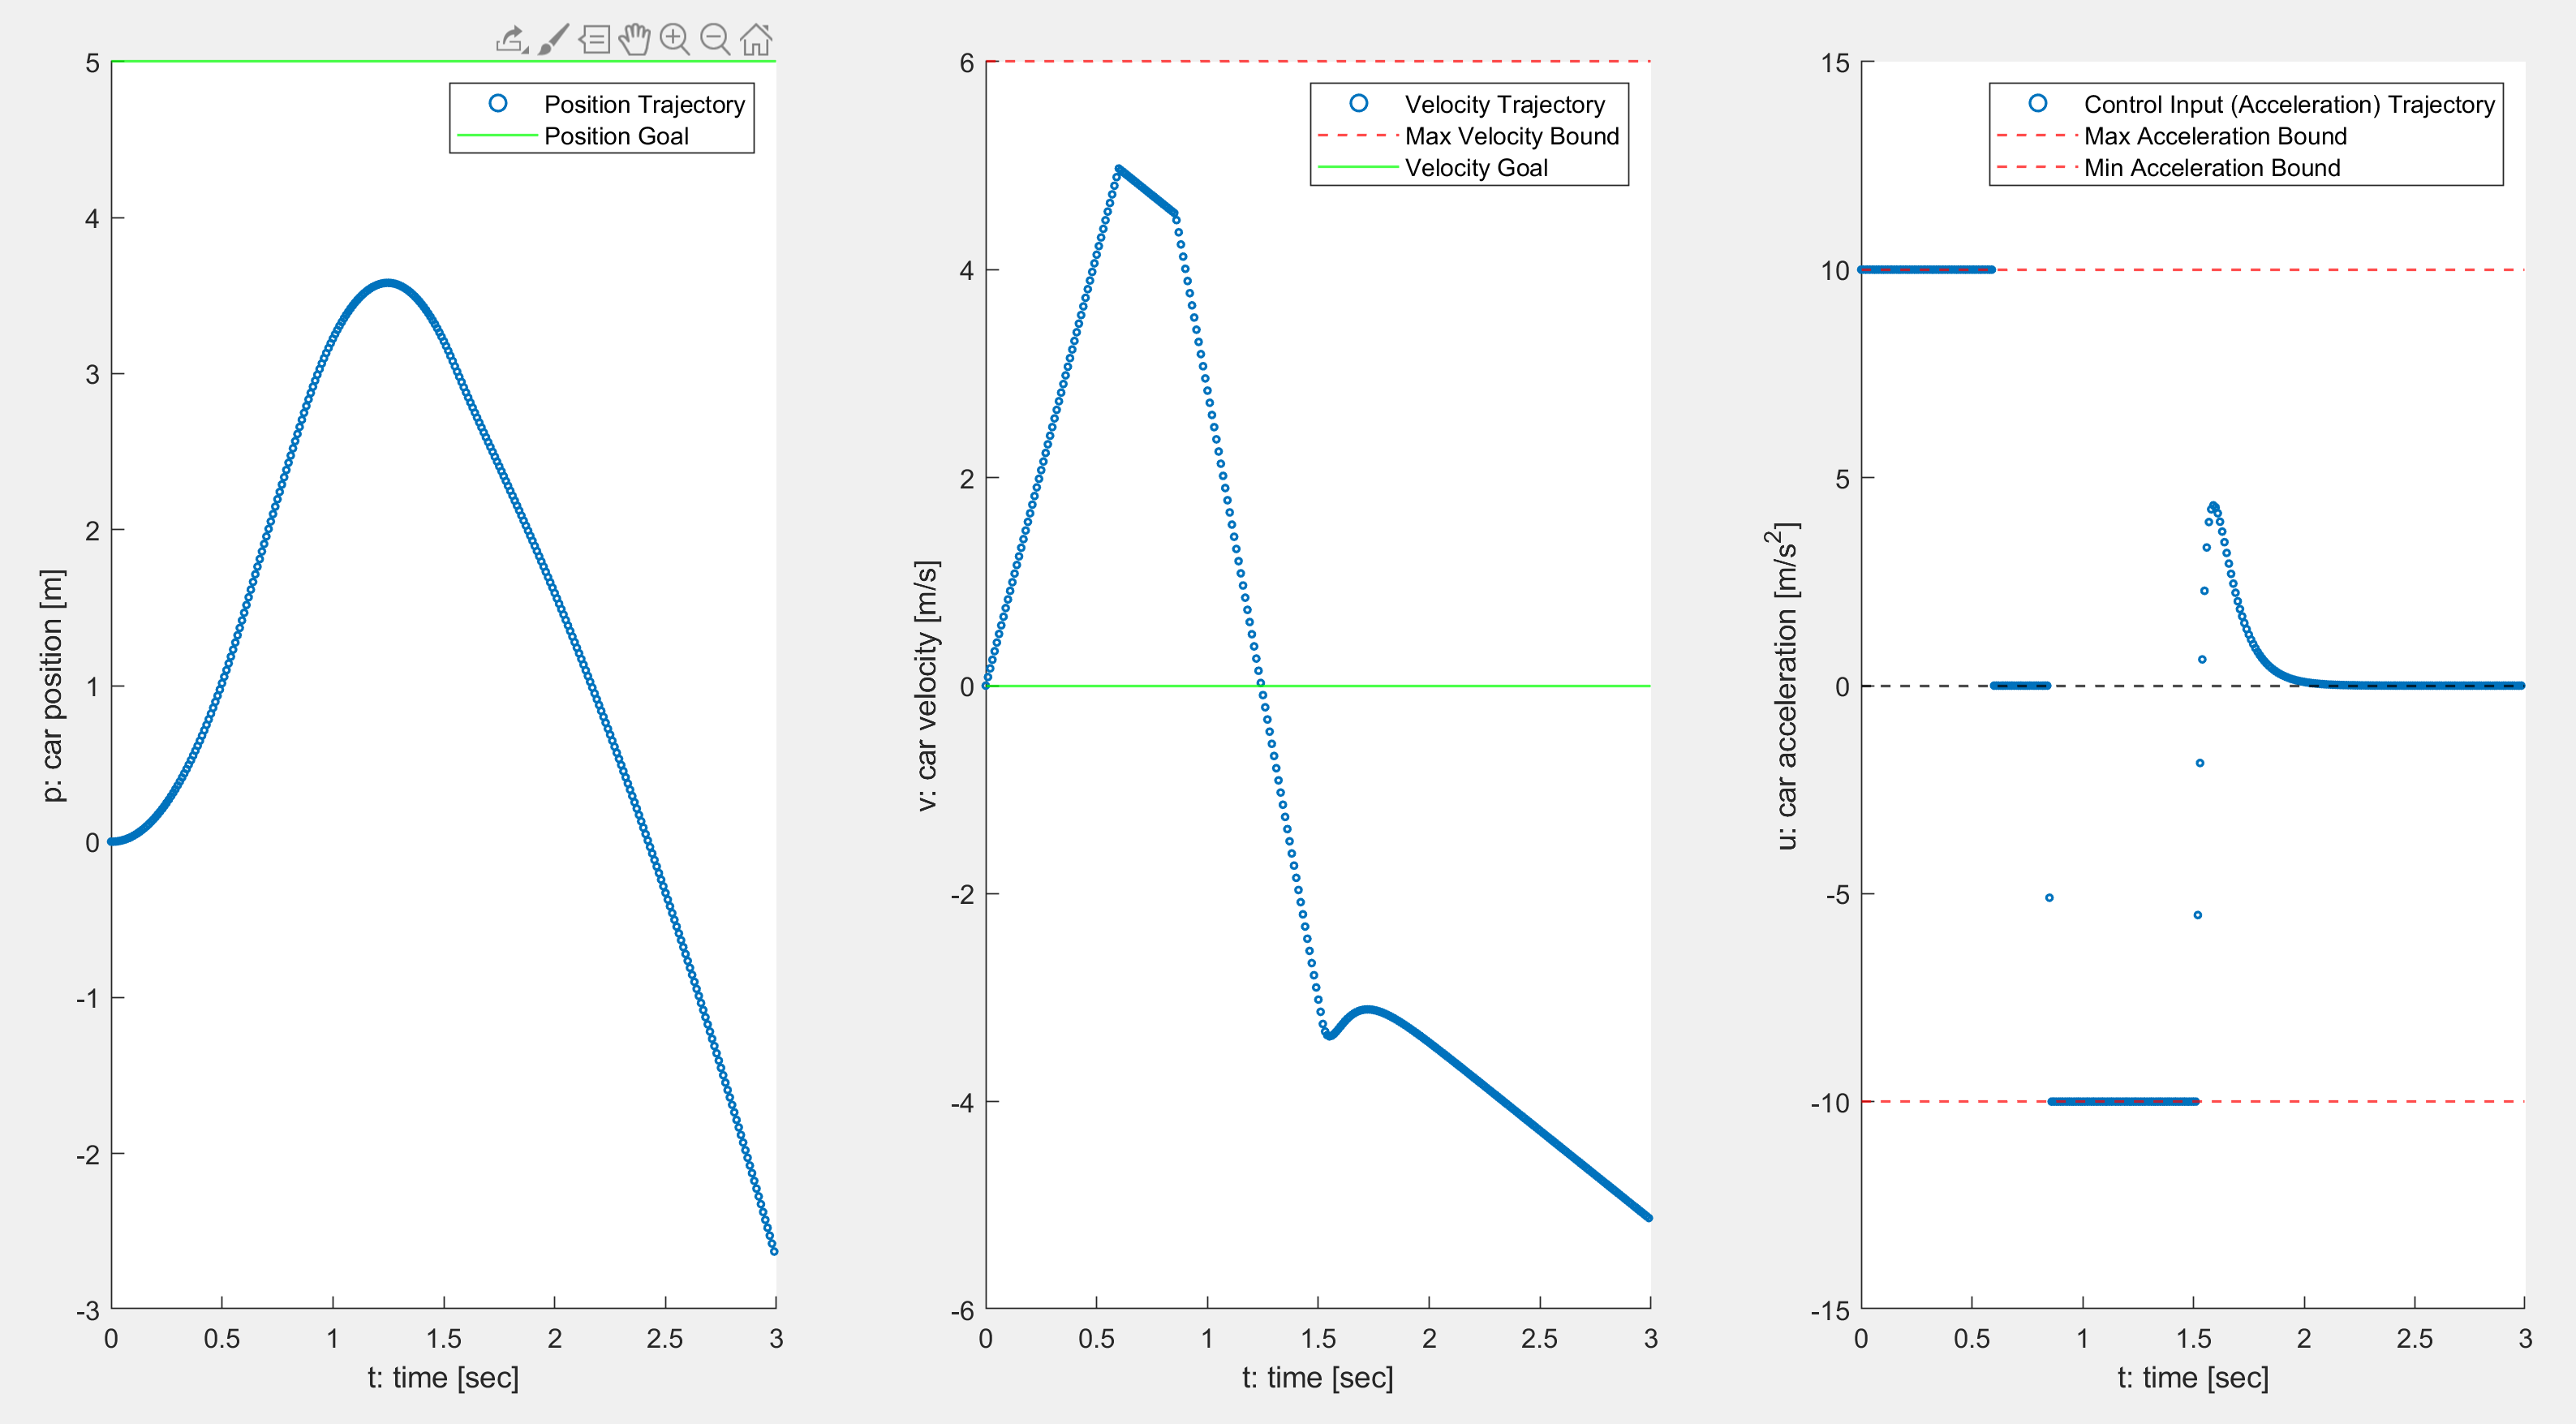 5
4
3
2
1
0
-1
-2
-3
0 0.5 1 1.5 2 2.5 3
p: car position [m]
t: time [sec]
Position Trajectory
Position Goal
6
4
2
0
-2
-4
-6
0 0.5 1 1.5 2 2.5 3
v: car velocity [m/s]
t: time [sec]
Velocity Trajectory
Max Velocity Bound
Velocity Goal
15
10
5
0
-5
-10
-15
0 0.5 1 1.5 2 2.5 3
u: car acceleration [m/s²]
t: time [sec]
Control Input (Acceleration) Trajectory
Max Acceleration Bound
Min Acceleration Bound